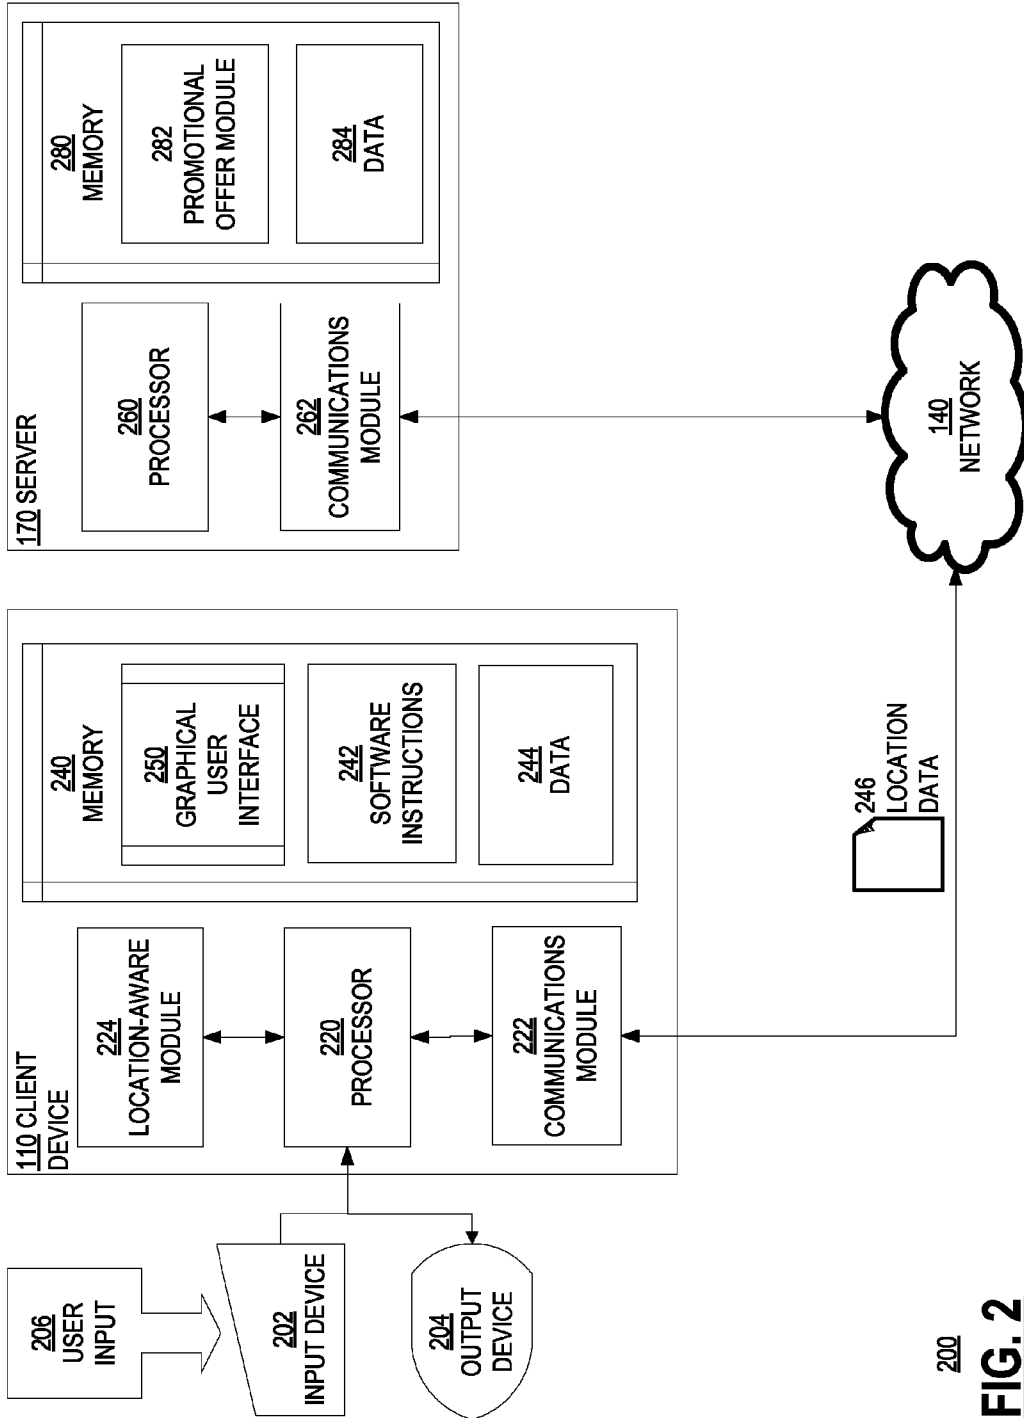 206
USER
INPUT
202
INPUT DEVICE
204
OUTPUT
DEVICE
110 CLIENT
DEVICE
224
LOCATION-AWARE
MODULE
220
PROCESSOR
222
COMMUNICATIONS
MODULE
240
MEMORY
250
GRAPHICAL
USER
INTERFACE
242
SOFTWARE
INSTRUCTIONS
244
DATA
170 SERVER
260
PROCESSOR
262
COMMUNICATIONS
MODULE
280
MEMORY
282
PROMOTIONAL
OFFER MODULE
284
DATA
246
LOCATION
DATA
140
NETWORK
200
FIG. 2